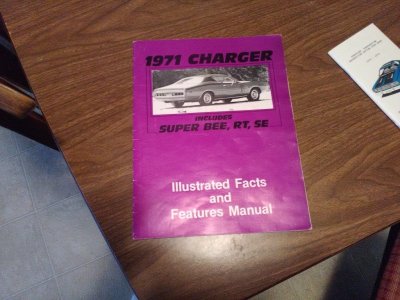 1971 CHARGER
INCLUDES
SUPER BEE, RT, SE
Illustrated Facts
and
Features Manual